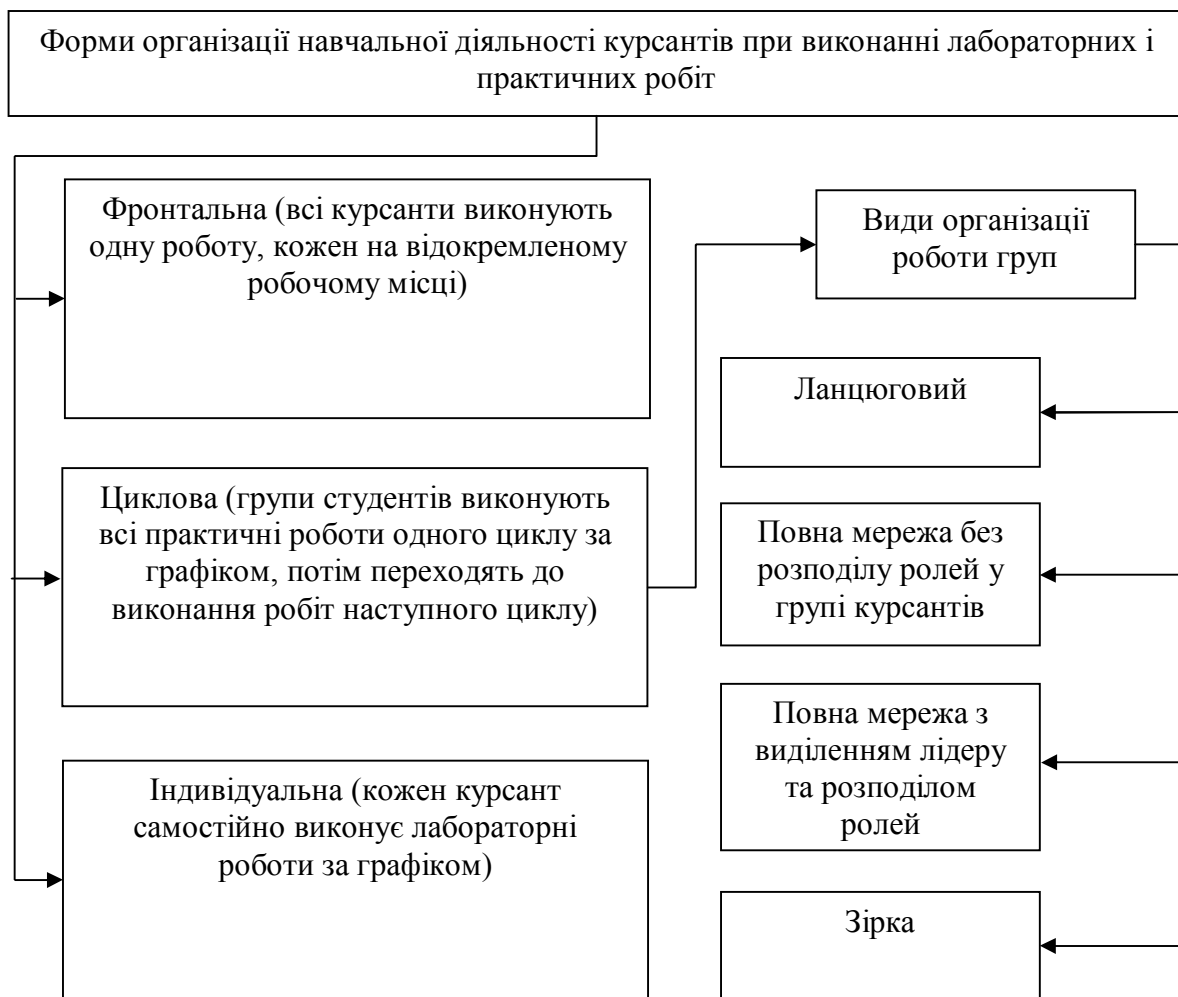 Форми організації навчальної діяльності курсантів при виконанні лабораторних і
практичних робіт
Фронтальна (всі курсанти виконують
одну роботу, кожен на відокремленому
робочому місці)
Циклова (групи студентів виконують
всі практичні роботи одного циклу за
графіком, потім переходять до
виконання робіт наступного циклу)
Індивідуальна (кожен курсант
самостійно виконує лабораторні
роботи за графіком)
Види організації
роботи груп
Ланцюговий
Повна мережа без
розподілу ролей у
групі курсантів
Повна мережа з
виділенням лідеру
та розподілом
ролей
Зірка